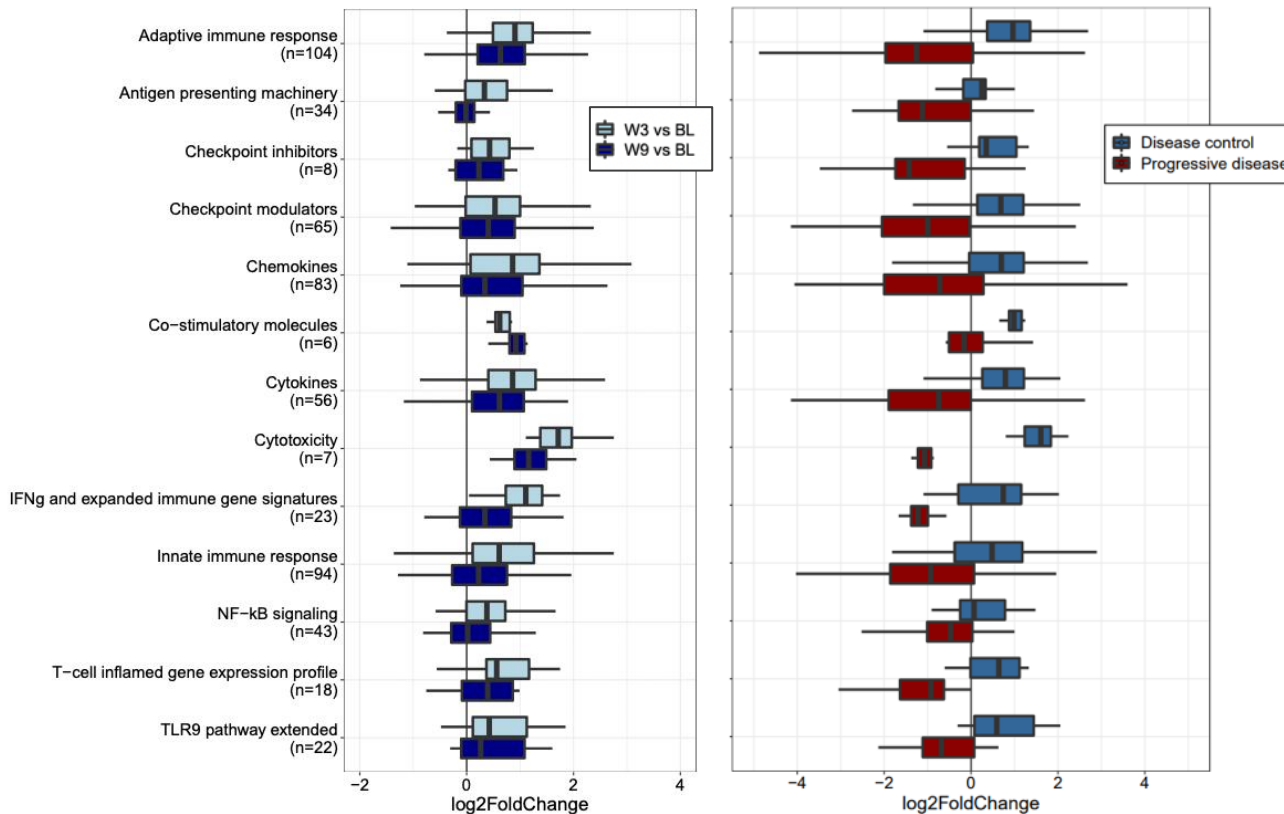 Adaptive immune response
(n=104)
Antigen presenting machinery
(n=34)
Checkpoint inhibitors
(n=8)
Checkpoint modulators
(n=65)
Chemokines
(n=83)
Co−stimulatory molecules
(n=6)
Cytokines
(n=56)
Cytotoxicity
(n=7)
IFNg and expanded immune gene signatures
(n=23)
Innate immune response
(n=94)
NF−kB signaling
(n=43)
T−cell inflamed gene expression profile
(n=18)
TLR9 pathway extended
(n=22)
W3 vs BL
W9 vs BL
0 2 4
log2FoldChange
Disease control
Progressive disease
−4 −2 0 2 4
log2FoldChange